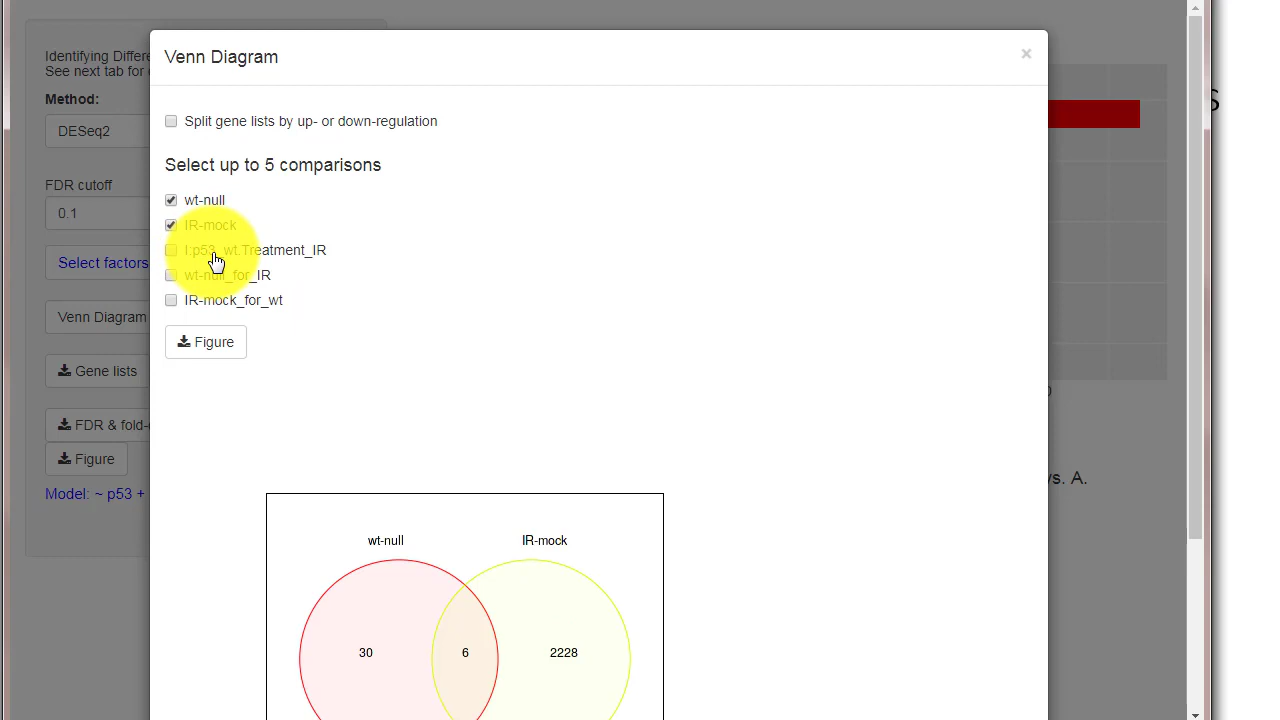 Identifying Differe
See next tab for
Method:
DESeq2
FDR cutoff
0.1
Select factors
Venn Diagram
Gene lists
FDR & fold-
Figure
Model: ~ p53 +
Venn Diagram
×
Split gene lists by up- or down-regulation
Select up to 5 comparisons
wt-null
IR-mock
I:p53_wt.Treatment_IR
wt-null_for_IR
IR-mock_for_wt
Figure
wt-null
IR-mock
30
6
2228
vs. A.
s